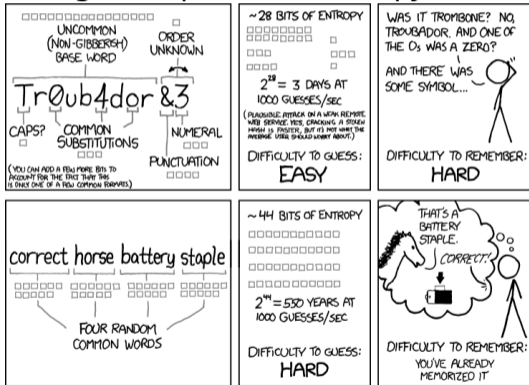 UNCOMMON
(NON-GIBBERISH)
BASE WORD
ORDER
UNKNOWN
Tr0ub4dor &3
CAPS?
COMMON
SUBSTITUTIONS
NUMERAL
PUNCTUATION
(YOU CAN ADD A FEW MORE BITS TO
ACCOUNT FOR THE FACT THAT THIS
IS ONLY ONE OF A FEW COMMON FORMATS.)
~28 BITS OF ENTROPY
2^28 = 3 DAYS AT
1000 GUESSES/SEC
(PLAUSIBLE ATTACK ON A WEAK REMOTE
WEB SERVICE. YES, CRACKING A STOLEN
HASH IS FASTER, BUT IT'S NOT WHAT THE
AVERAGE USER SHOULD WORRY ABOUT.)
DIFFICULTY TO GUESS:
EASY
WAS IT TROMBONE? NO,
TROUBADOR. AND ONE OF
THE Os WAS A ZERO?
AND THERE WAS
SOME SYMBOL...
DIFFICULTY TO REMEMBER:
HARD
correct horse battery staple
FOUR RANDOM
COMMON WORDS
~44 BITS OF ENTROPY
2^44 = 550 YEARS AT
1000 GUESSES/SEC
DIFFICULTY TO GUESS:
HARD
THAT'S A
BATTERY
STAPLE.
CORRECT!
DIFFICULTY TO REMEMBER:
YOU'VE ALREADY
MEMORIZED IT